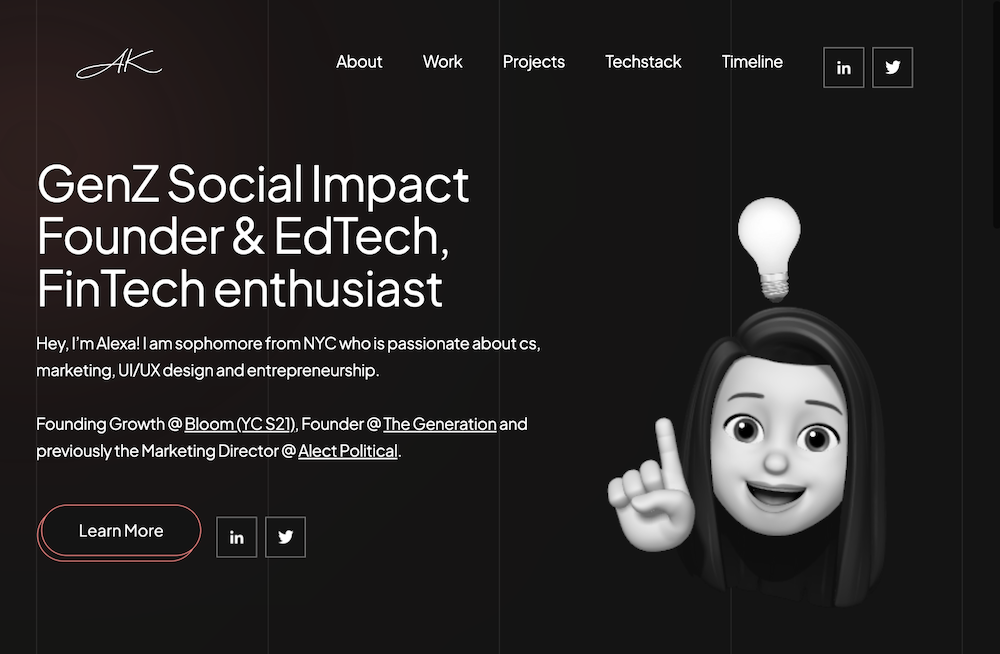 AK
About Work Projects Techstack Timeline in
GenZ Social Impact
Founder & EdTech,
FinTech enthusiast
Hey, I'm Alexa! I am sophomore from NYC who is passionate about cs,
marketing, UI/UX design and entrepreneurship.
Founding Growth @ Bloom (YC S21), Founder @ The Generation and
previously the Marketing Director @ Alect Political.
Learn More in